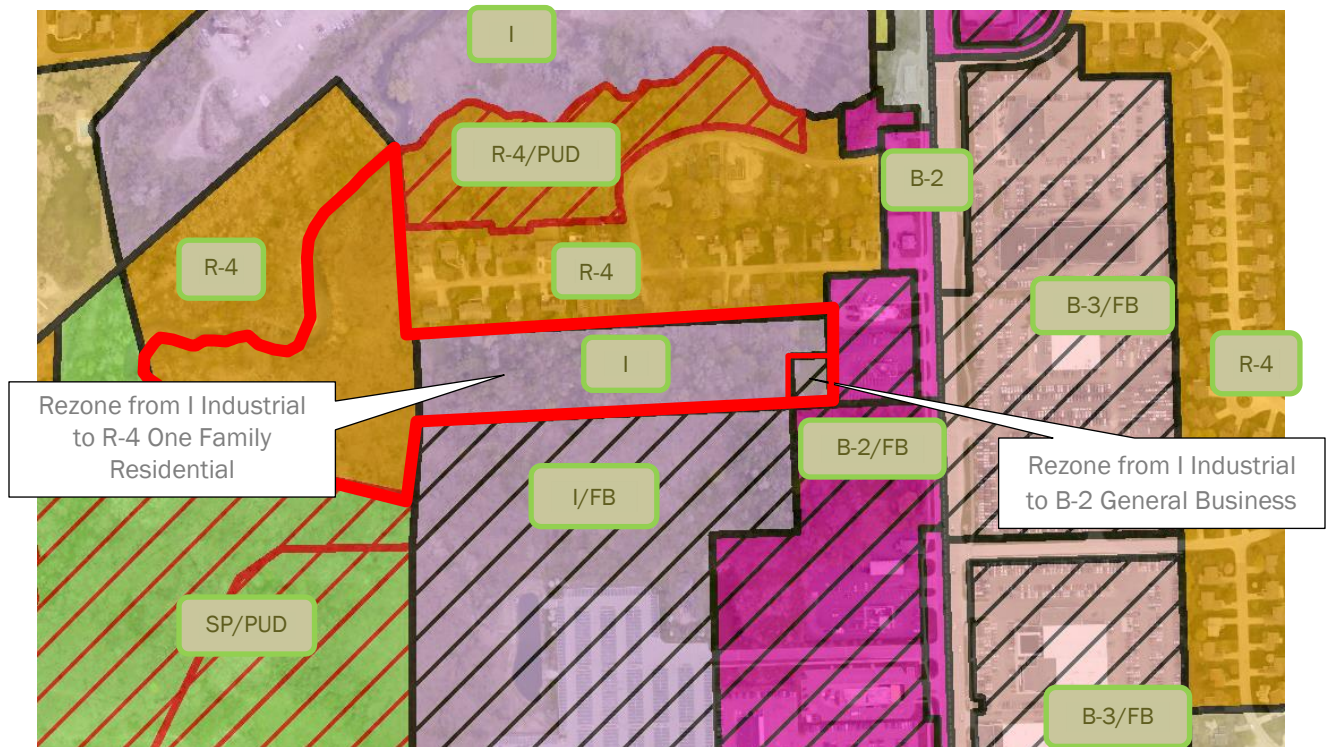 I
R-4/PUD
B-2
R-4
R-4
B-3/FB
I
R-4
Rezone from I Industrial
to R-4 One Family
Residential
B-2/FB
Rezone from I Industrial
to B-2 General Business
I/FB
SP/PUD
B-3/FB